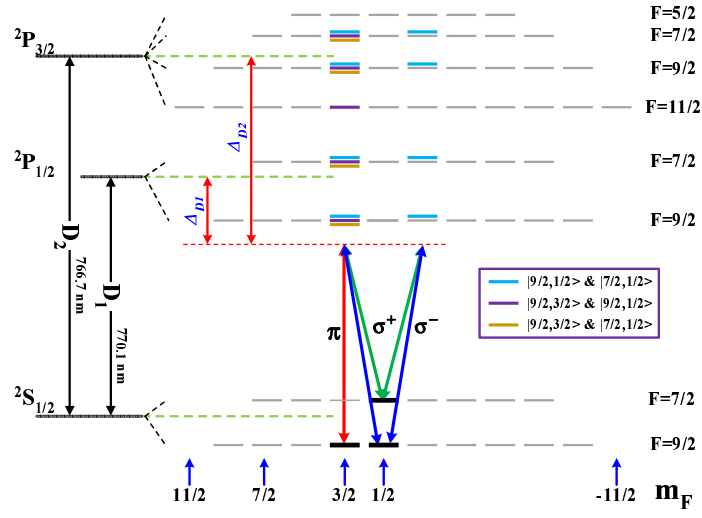 F=5/2
²P₃/₂
F=7/2
F=9/2
F=11/2
Δ_D2
²P₁/₂
F=7/2
Δ_D1
F=9/2
D₂
766.7 nm
D₁
770.1 nm
|9/2,1/2> & |7/2,1/2>
|9/2,3/2> & |9/2,1/2>
|9/2,3/2> & |7/2,1/2>
π
σ⁺
σ⁻
²S₁/₂
F=7/2
F=9/2
11/2
7/2
3/2
1/2
-11/2
m_F